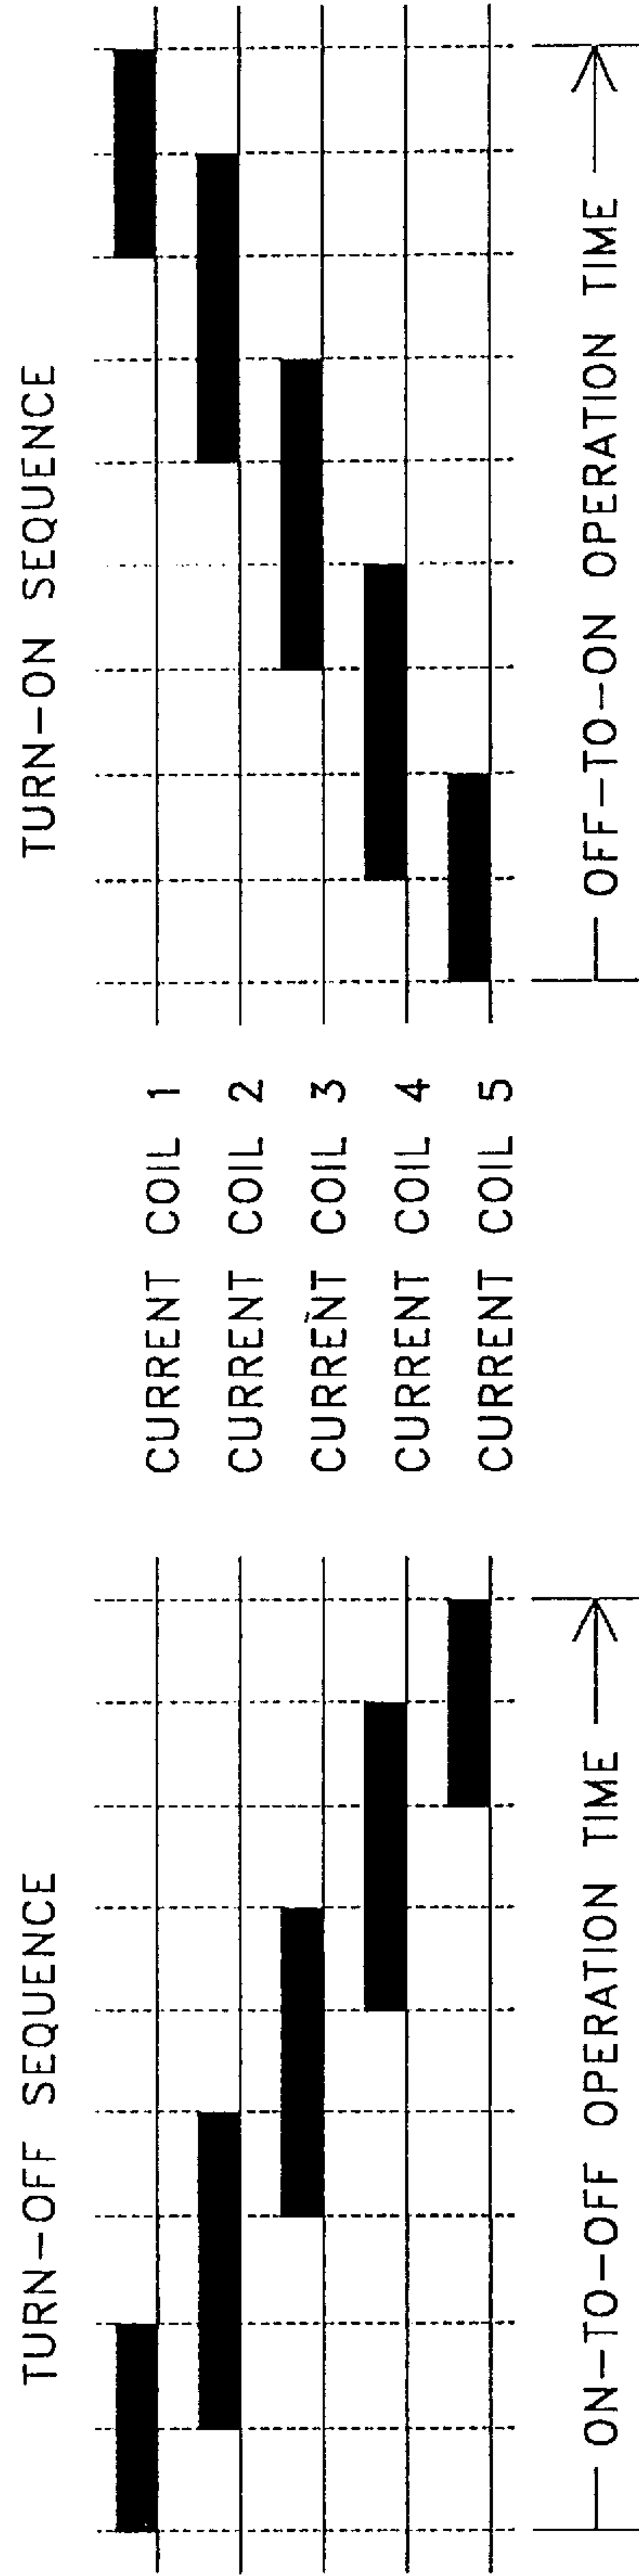 TURN-OFF SEQUENCE
TURN-ON SEQUENCE
CURRENT COIL 1
CURRENT COIL 2
CURRENT COIL 3
CURRENT COIL 4
CURRENT COIL 5
ON-TO-OFF OPERATION TIME
OFF-TO-ON OPERATION TIME